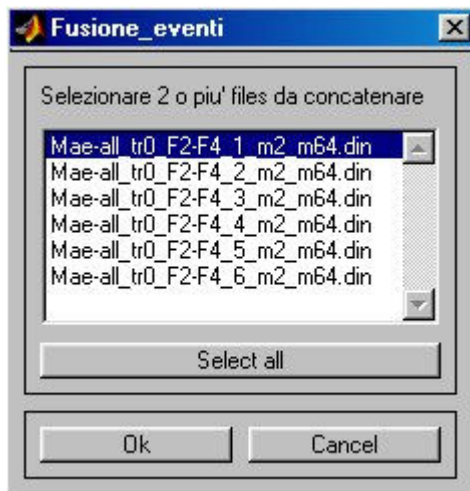 Fusione_eventi
Selezionare 2 o piu' files da concatenare
Mae-all_tr0_F2-F4_1_m2_m64.din
Mae-all_tr0_F2-F4_2_m2_m64.din
Mae-all_tr0_F2-F4_3_m2_m64.din
Mae-all_tr0_F2-F4_4_m2_m64.din
Mae-all_tr0_F2-F4_5_m2_m64.din
Mae-all_tr0_F2-F4_6_m2_m64.din
Select all
Ok Cancel